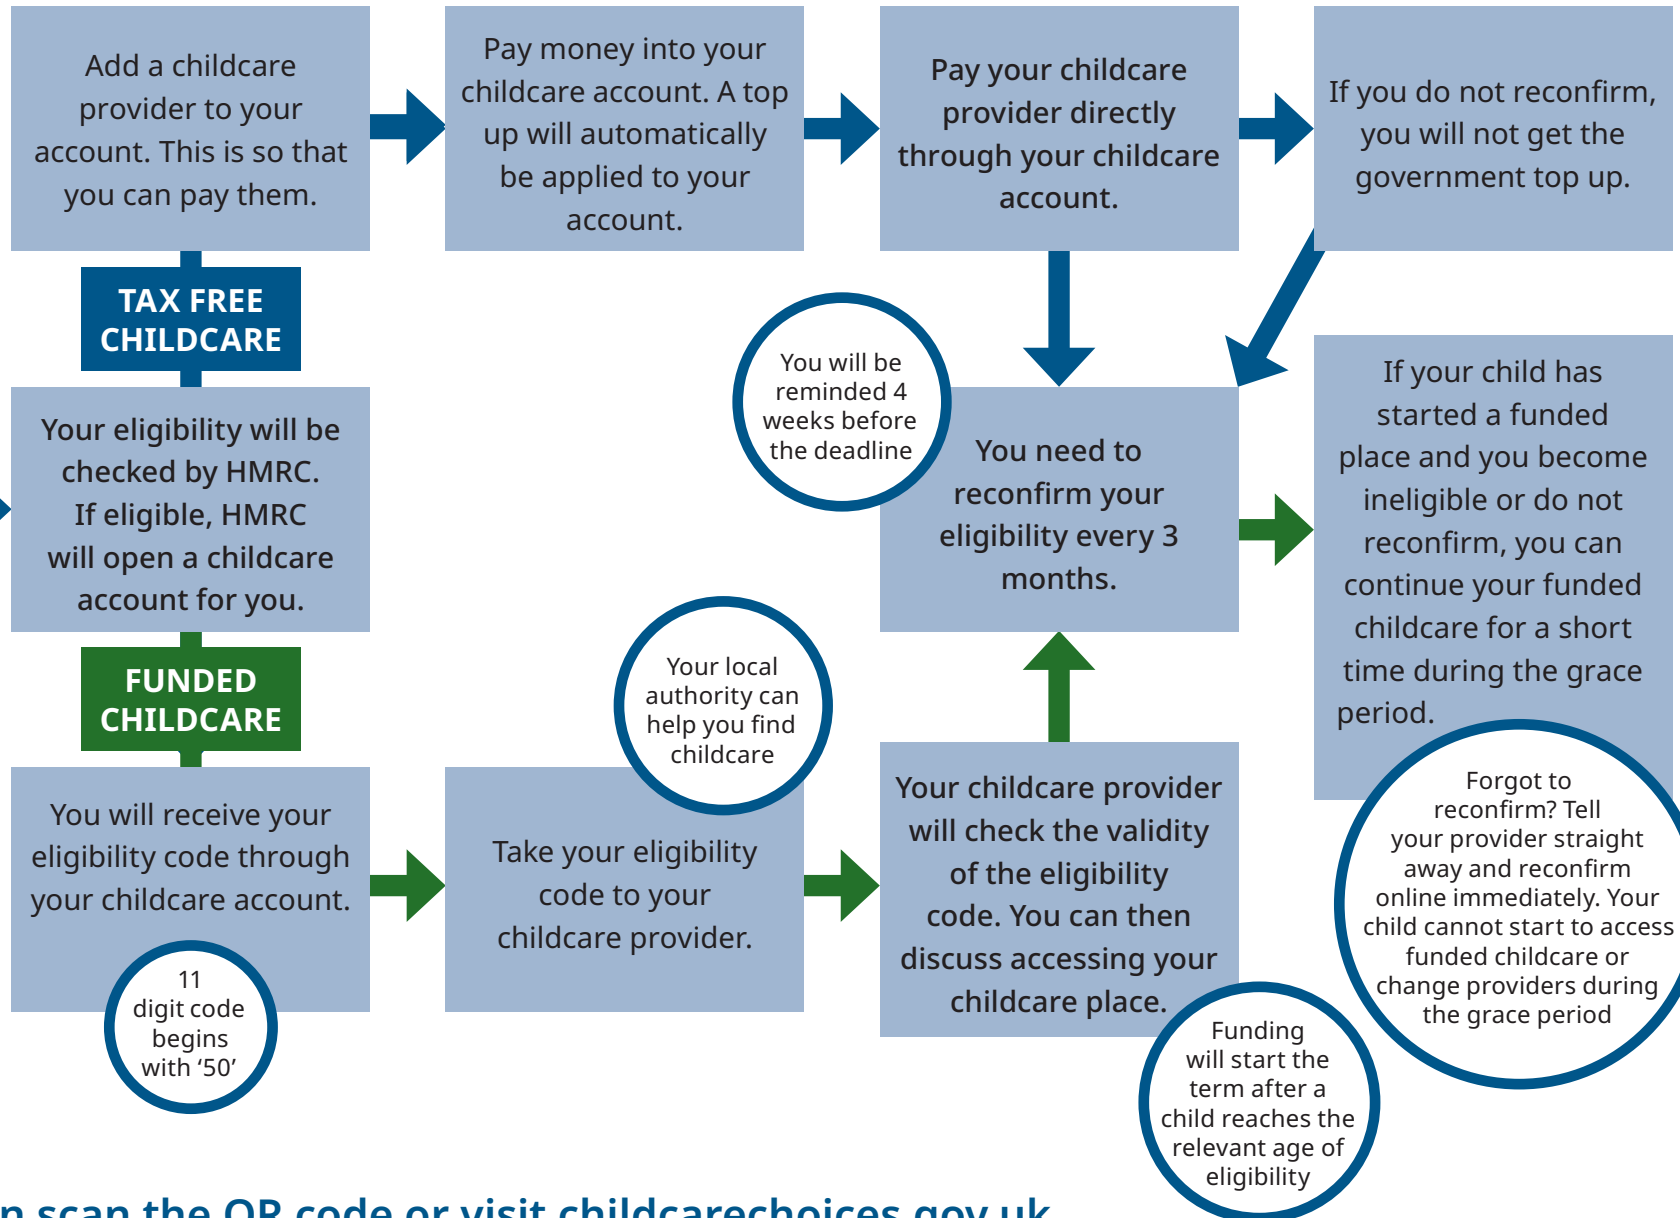 Add a childcare
provider to your
account. This is so that
you can pay them.
Pay money into your
childcare account. A top
up will automatically
be applied to your
account.
Pay your childcare
provider directly
through your childcare
account.
If you do not reconfirm,
you will not get the
government top up.
TAX FREE
CHILDCARE
You will be
reminded 4
weeks before
the deadline
Your eligibility will be
checked by HMRC.
If eligible, HMRC
will open a childcare
account for you.
You need to
reconfirm your
eligibility every 3
months.
If your child has
started a funded
place and you become
ineligible or do not
reconfirm, you can
continue your funded
childcare for a short
time during the grace
period.
FUNDED
CHILDCARE
Your local
authority can
help you find
childcare
You will receive your
eligibility code through
your childcare account.
11
digit code
begins
with ‘50’
Take your eligibility
code to your
childcare provider.
Your childcare provider
will check the validity
of the eligibility
code. You can then
discuss accessing your
childcare place.
Funding
will start the
term after a
child reaches the
relevant age of
eligibility
Forgot to
reconfirm? Tell
your provider straight
away and reconfirm
online immediately. Your
child cannot start to access
funded childcare or
change providers during
the grace period
scan the QR code or visit childcarechoices.gov.uk